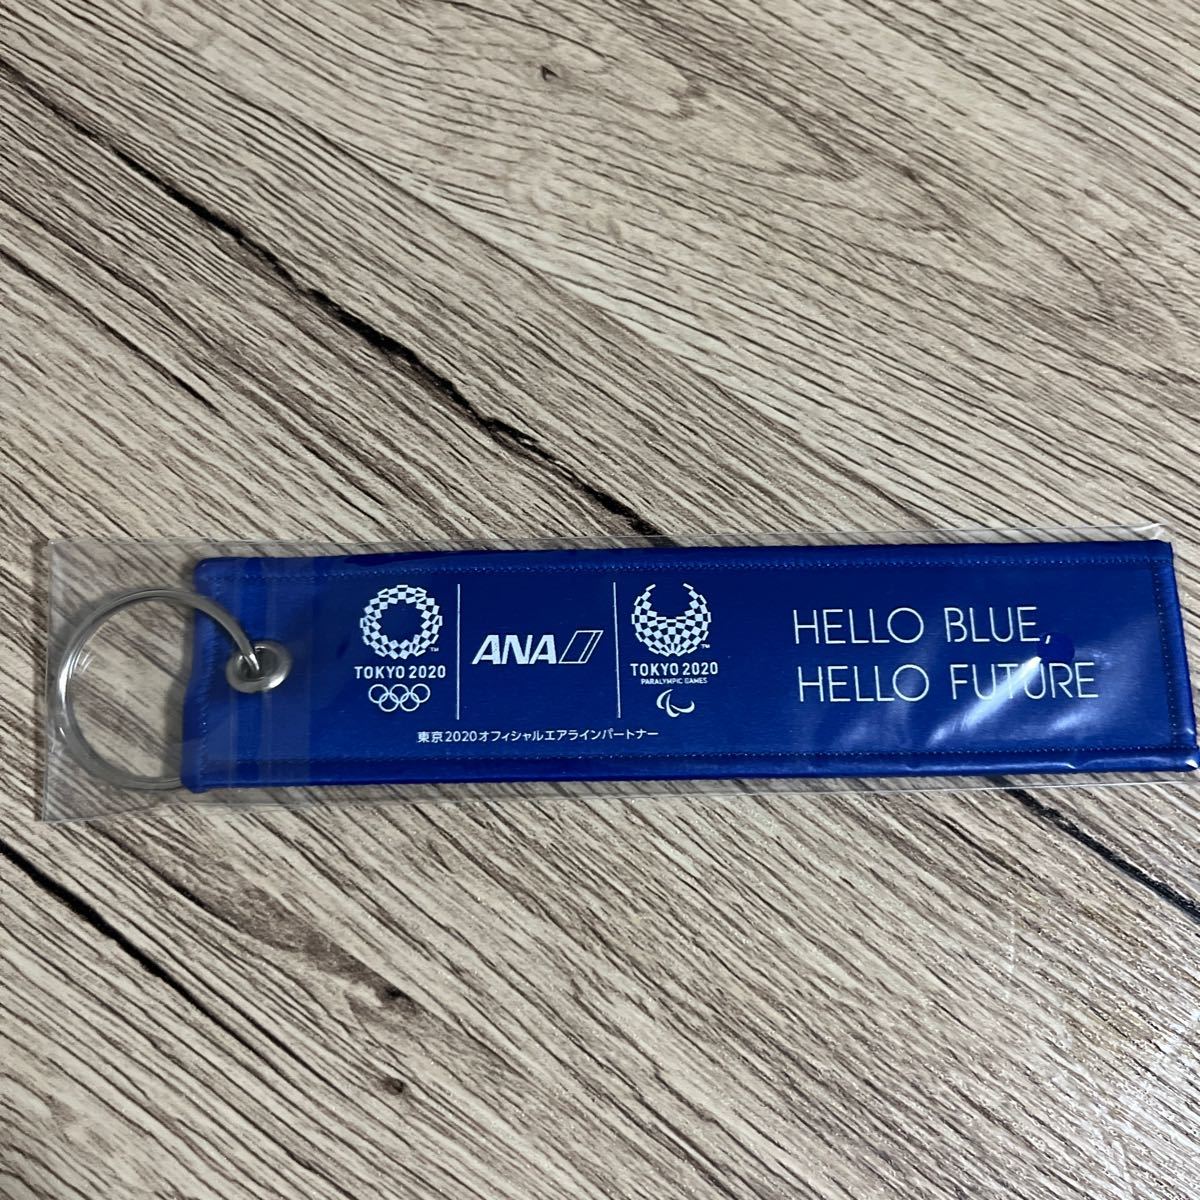 TOKYO 2020
ANA
TOKYO 2020
PARALYMPIC GAMES
東京2020オフィシャルエアラインパートナー
HELLO BLUE,
HELLO FUTURE